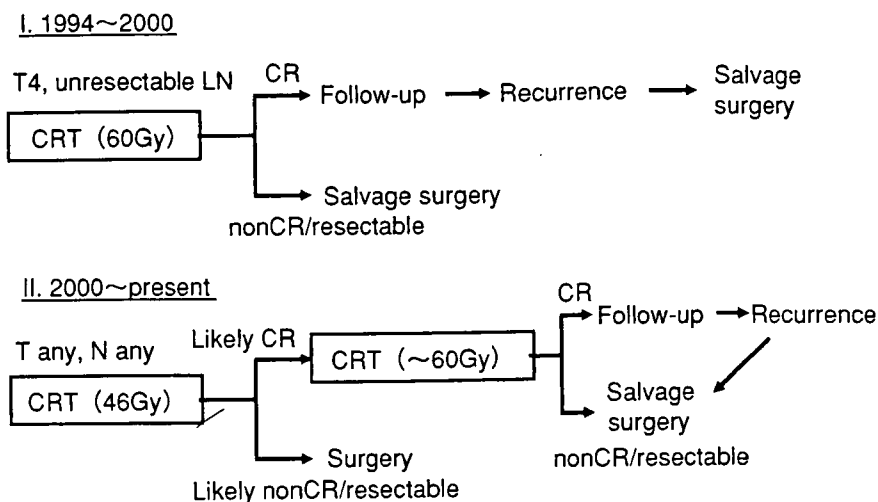 I. 1994~2000
T4, unresectable LN
CRT (60Gy)
CR
Follow-up
Recurrence
Salvage
surgery
Salvage surgery
nonCR/resectable
II. 2000~present
T any, N any
CRT (46Gy)
Likely CR
CRT (~60Gy)
CR
Follow-up
Recurrence
Salvage
surgery
nonCR/resectable
Surgery
Likely nonCR/resectable